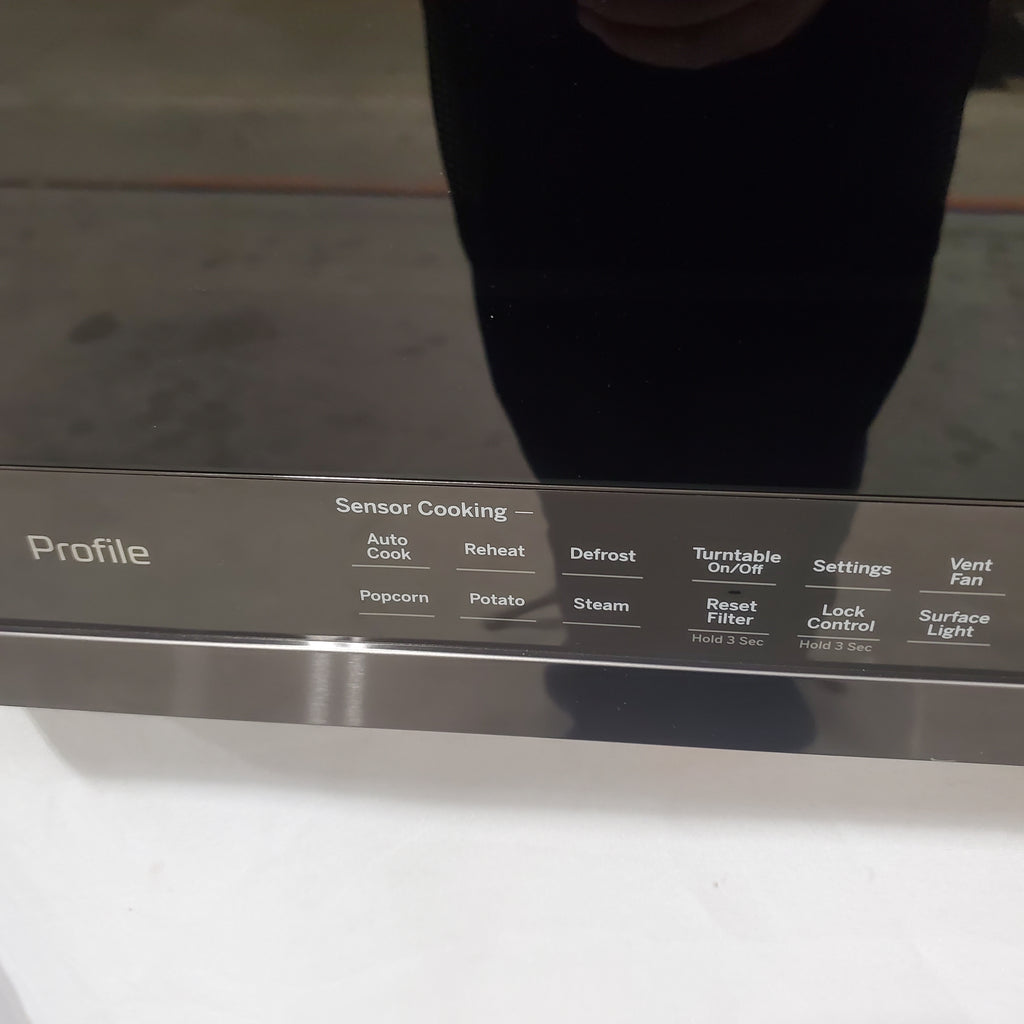 Profile
Sensor Cooking —
Auto
Cook
Reheat
Defrost
Turntable
On/Off
Settings
Vent
Fan
Popcorn
Potato
Steam
Reset
Filter
Hold 3 Sec
Lock
Control
Hold 3 Sec
Surface
Light